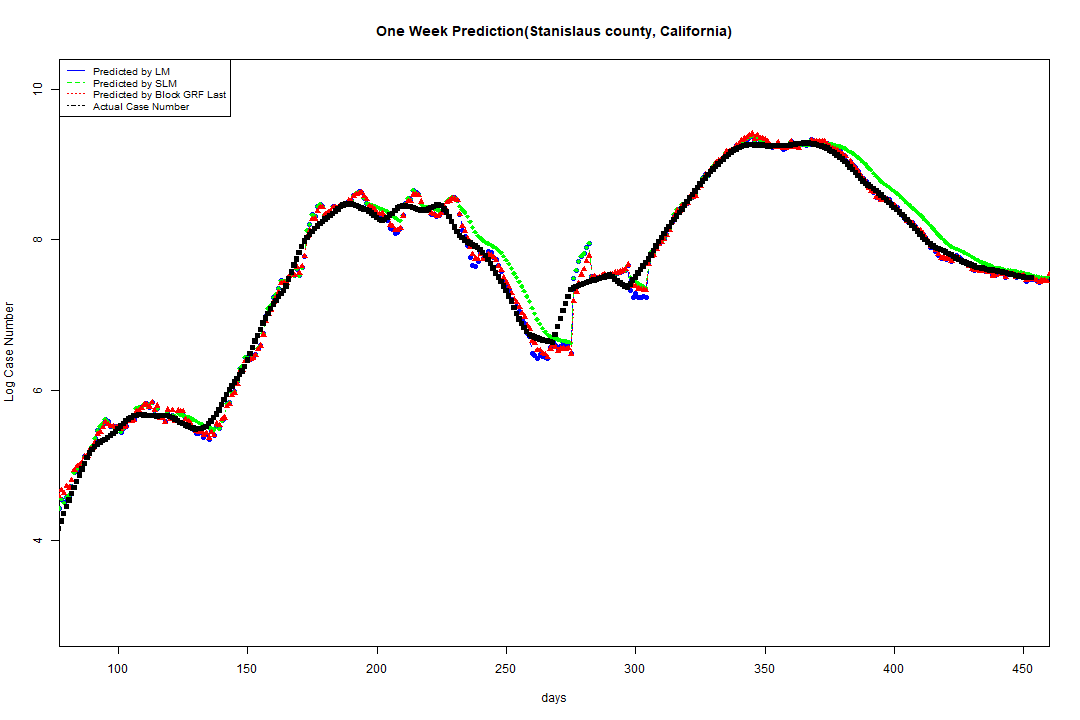 One Week Prediction(Stanislaus county, California)
Predicted by LM
Predicted by SLM
Predicted by Block GRF Last
Actual Case Number
10
8
6
4
Log Case Number
100 150 200 250 300 350 400 450
days